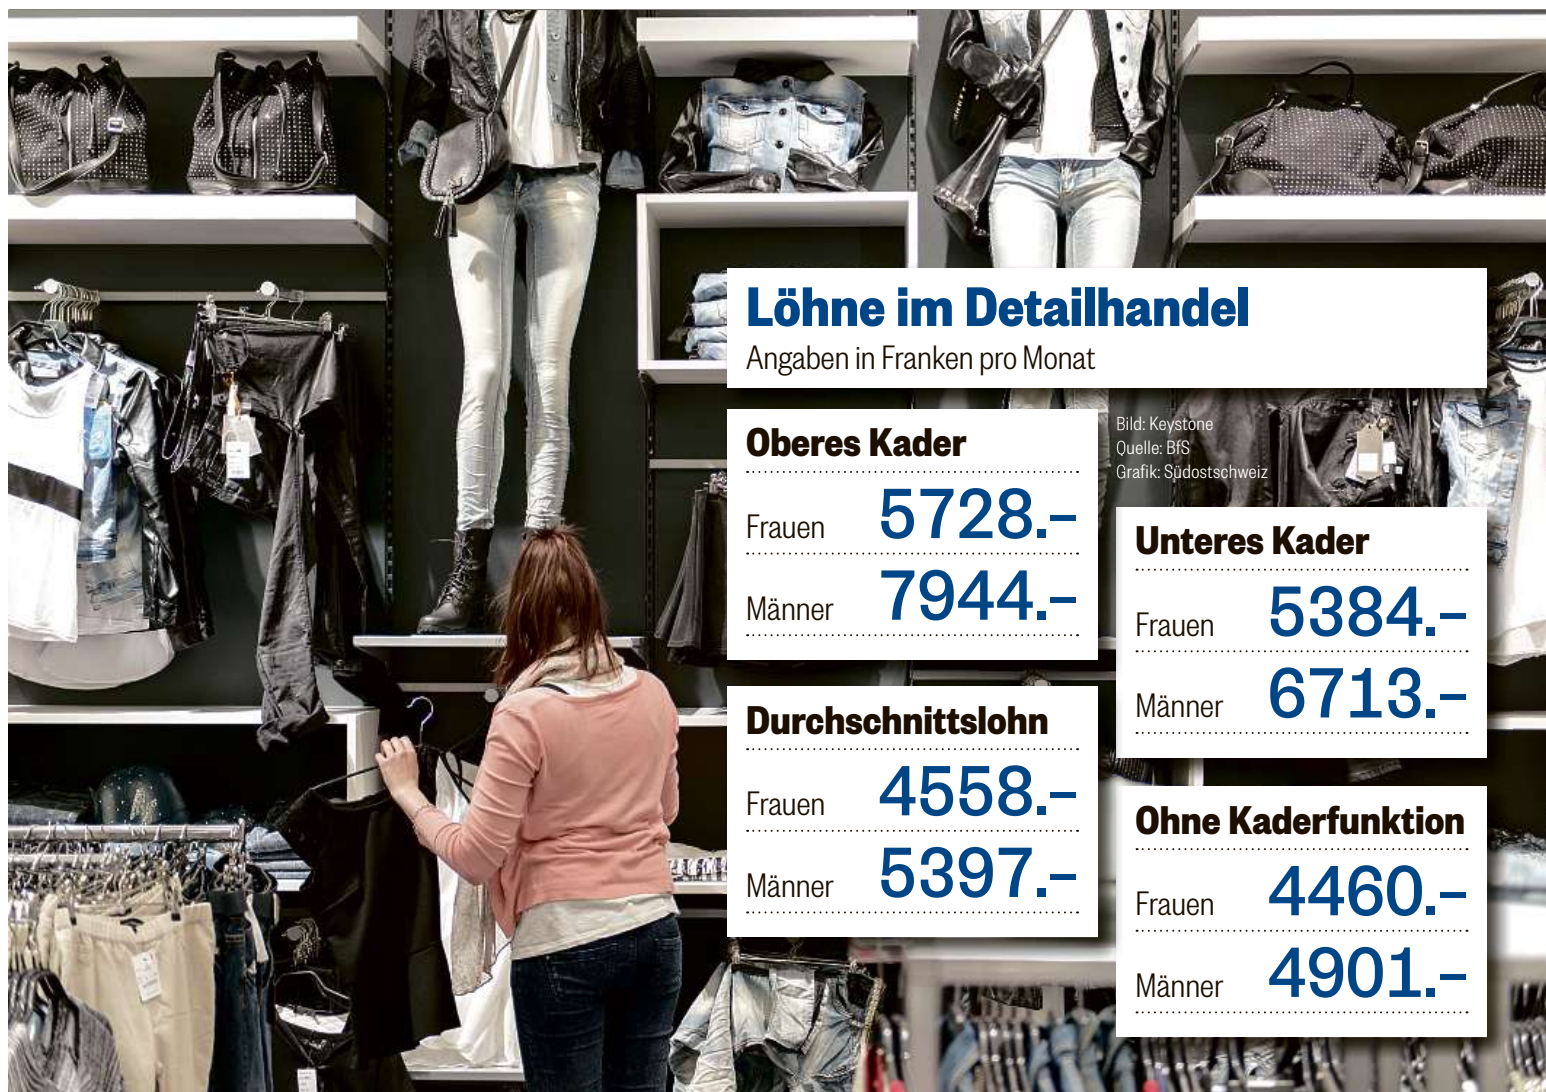 Löhne im Detailhandel
Angaben in Franken pro Monat
Oberes Kader
Frauen 5728.–
Männer 7944.–
Bild: Keystone
Quelle: BfS
Grafik: Südostschweiz
Unteres Kader
Frauen 5384.–
Männer 6713.–
Durchschnittslohn
Frauen 4558.–
Männer 5397.–
Ohne Kaderfunktion
Frauen 4460.–
Männer 4901.–